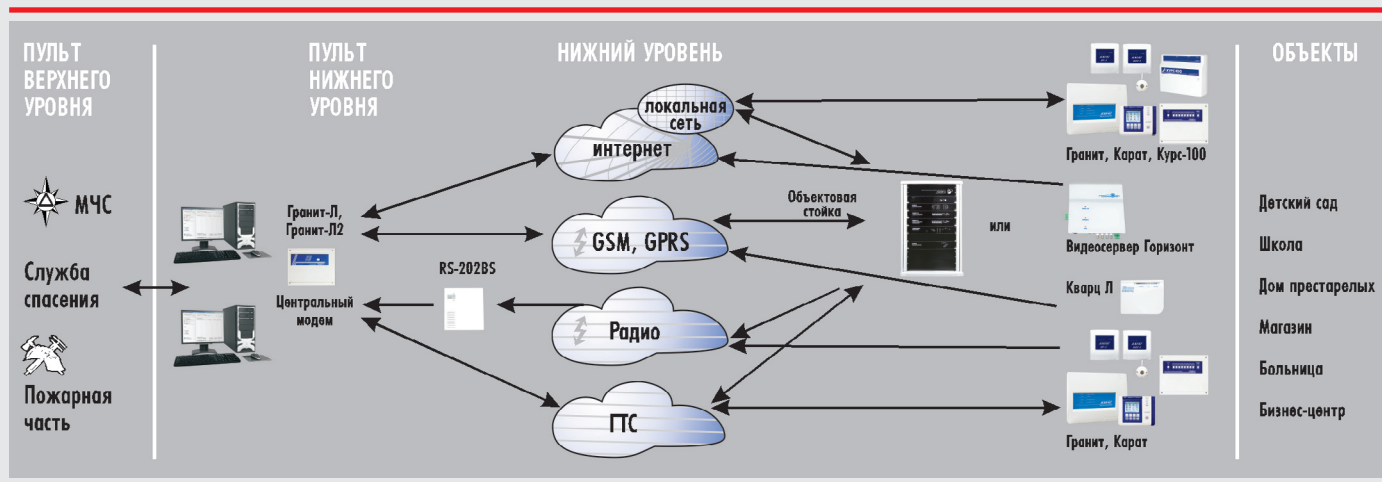 ПУЛЬТ
ВЕРХНЕГО
УРОВНЯ
ПУЛЬТ
НИЖНЕГО
УРОВНЯ
НИЖНИЙ УРОВЕНЬ
ОБЪЕКТЫ
МЧС
Служба
спасения
Пожарная
часть
Гранит-Л,
Гранит-Л2
Центральный
модем
RS-202BS
локальная
сеть
интернет
GSM, GPRS
Радио
ГТС
Объектовая
стойка
или
Гранит, Карат, Курс-100
Видеосервер Горизонт
Кварц Л
Гранит, Карат
Детский сад
Школа
Дом престарелых
Магазин
Больница
Бизнес-центр